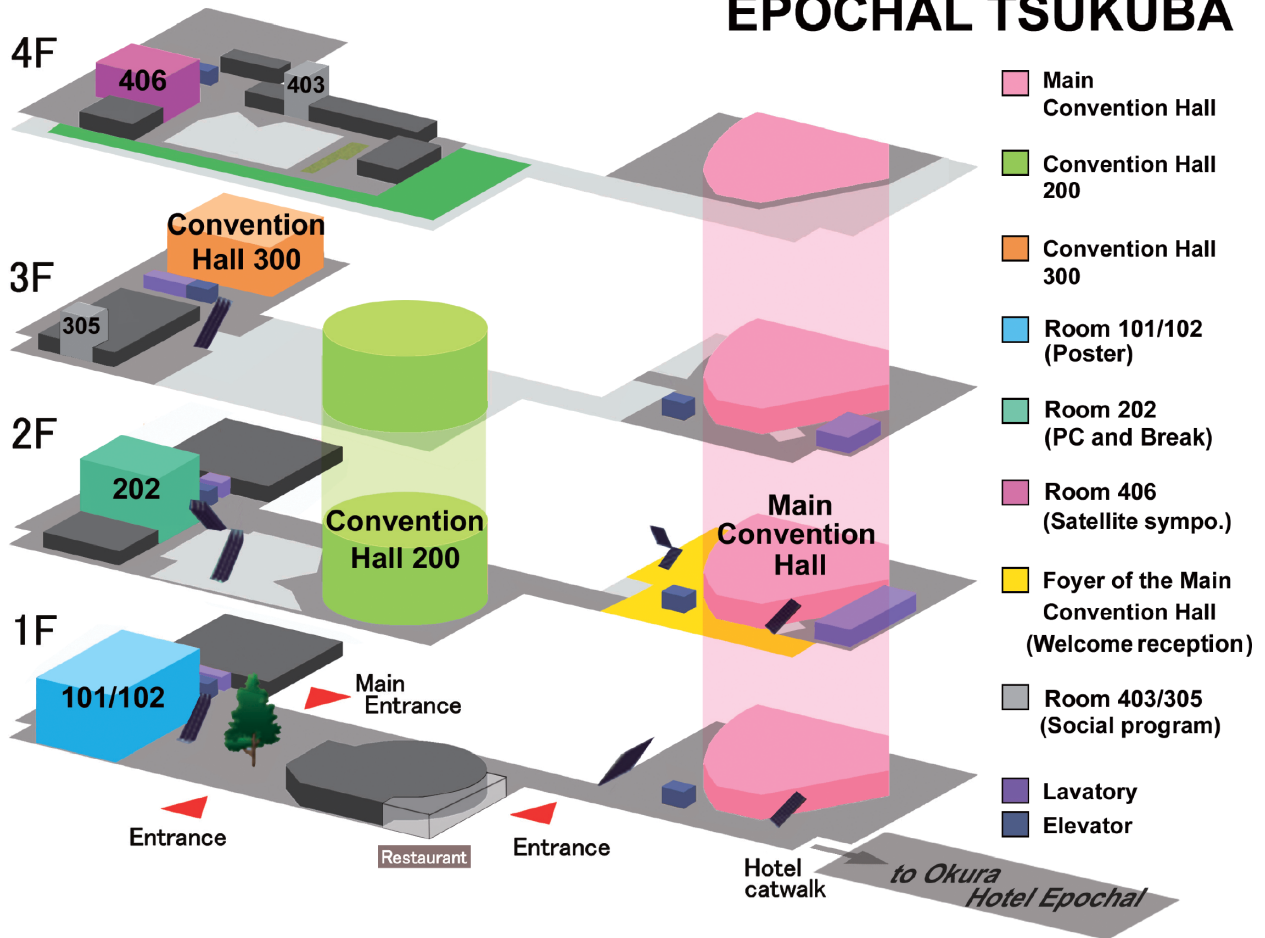 EPOCHAL TSUKUBA
4F
406
403
3F
Convention
Hall 300
305
2F
202
Convention
Hall 200
Main
Convention
Hall
1F
101/102
Main
Entrance
Entrance
Restaurant
Entrance
Hotel
catwalk
to Okura
Hotel Epochal
Main
Convention
Hall
Convention Hall
200
Convention Hall
300
Room 101/102
(Poster)
Room 202
(PC and Break)
Room 406
(Satellite sympo.)
Foyer of the Main
Convention Hall
(Welcome reception)
Room 403/305
(Social program)
Lavatory
Elevator